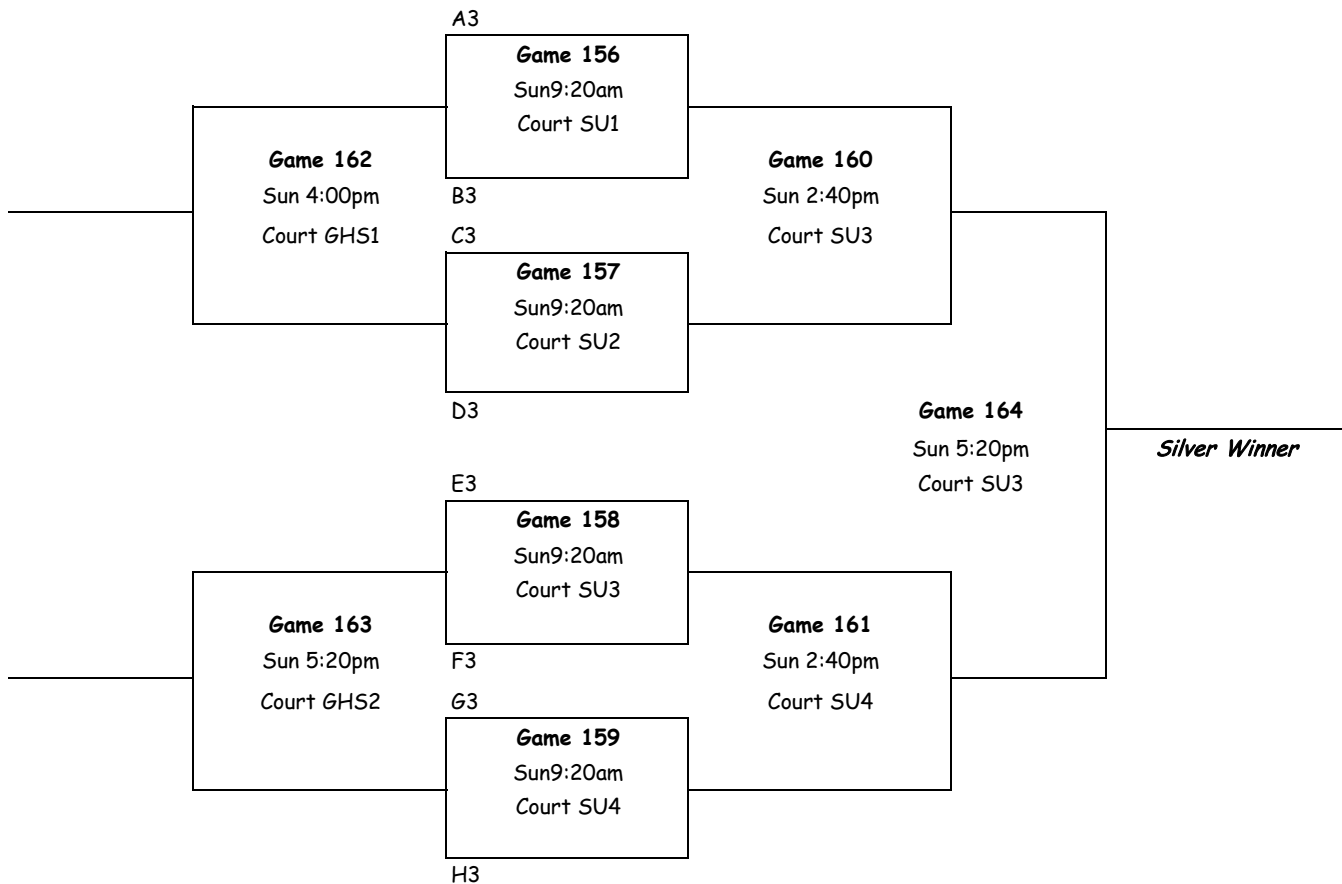 A3
Game 156
Sun9:20am
Court SU1
B3
Game 162
Sun 4:00pm
Court GHS1
Game 160
Sun 2:40pm
Court SU3
C3
Game 157
Sun9:20am
Court SU2
D3
Game 164
Sun 5:20pm
Court SU3
Silver Winner
E3
Game 158
Sun9:20am
Court SU3
F3
Game 163
Sun 5:20pm
Court GHS2
Game 161
Sun 2:40pm
Court SU4
G3
Game 159
Sun9:20am
Court SU4
H3